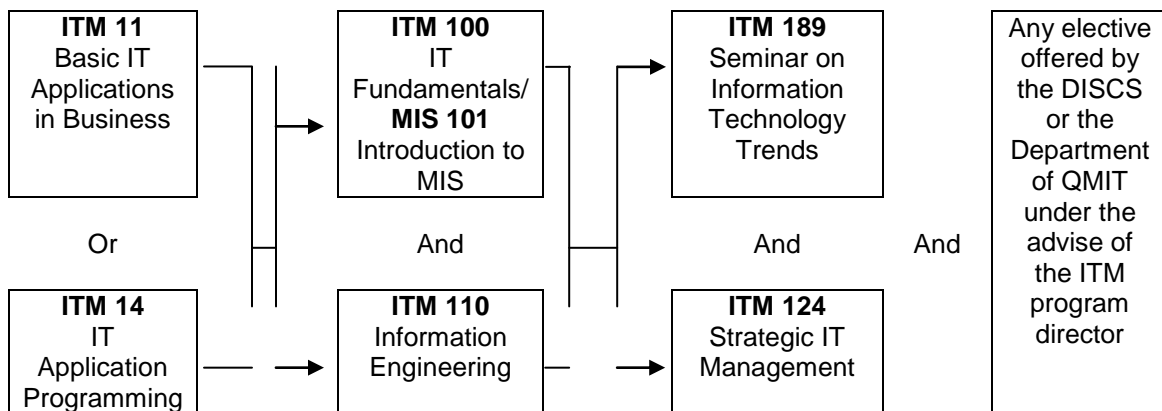 ITM 11
Basic IT
Applications
in Business
ITM 100
IT
Fundamentals/
MIS 101
Introduction to
MIS
ITM 189
Seminar on
Information
Technology
Trends
Any elective
offered by
the DISCS
or the
Department
of QMIT
under the
advise of
the ITM
program
director
Or
And
And
And
ITM 14
IT
Application
Programming
ITM 110
Information
Engineering
ITM 124
Strategic IT
Management